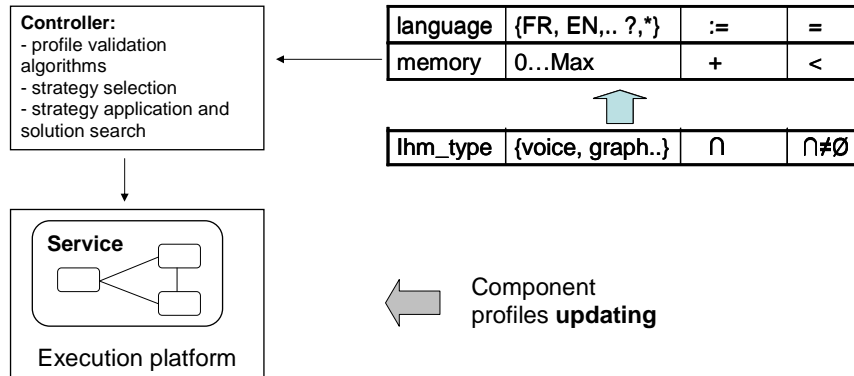 Controller:
- profile validation
algorithms
- strategy selection
- strategy application and
solution search
language {FR, EN,.. ?,*} := =
memory 0…Max + <
Ihm_type {voice, graph..} ∩ ∩≠Ø
Service
Execution platform
Component
profiles updating